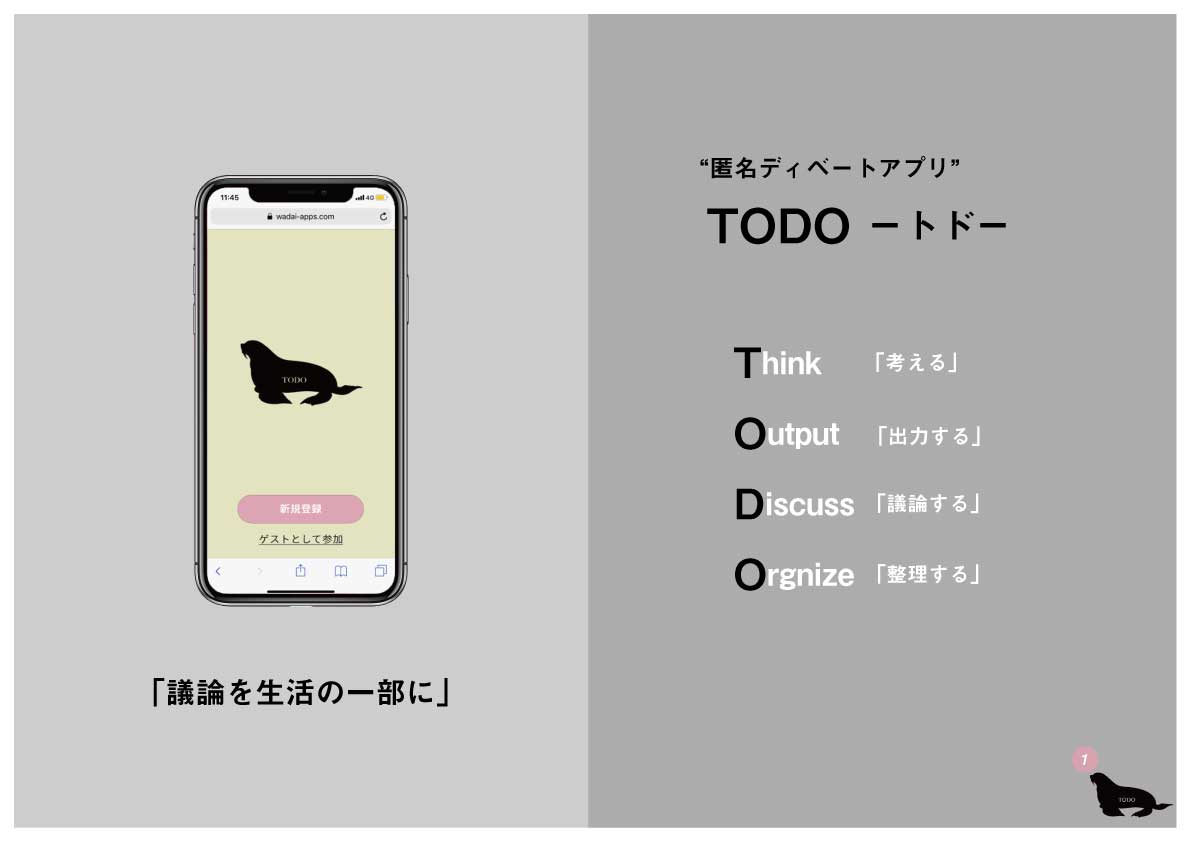 11:45
4G
wadai-apps.com
TODO
新規登録
ゲストとして参加
「議論を生活の一部に」
“匿名ディベートアプリ”
TODO ートドー
Think 「考える」
Output 「出力する」
Discuss 「議論する」
Orgnize 「整理する」
1
TODO